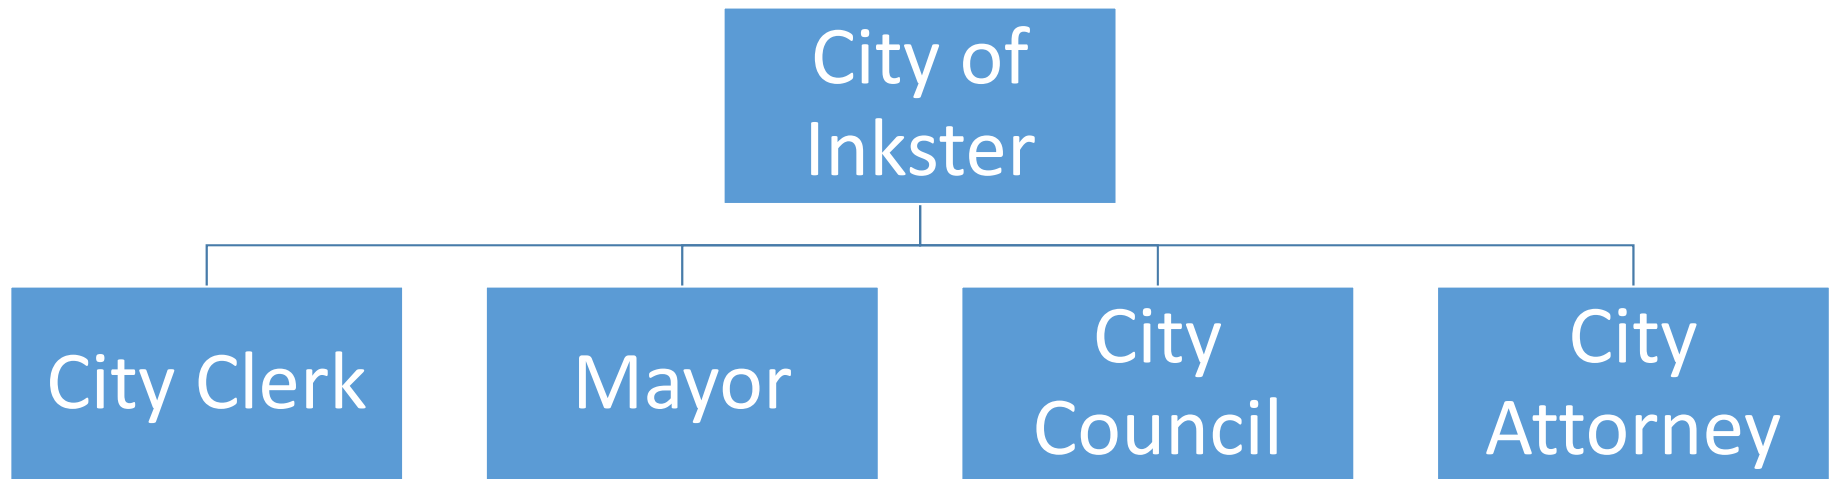 City of
Inkster
City Clerk
Mayor
City
Council
City
Attorney